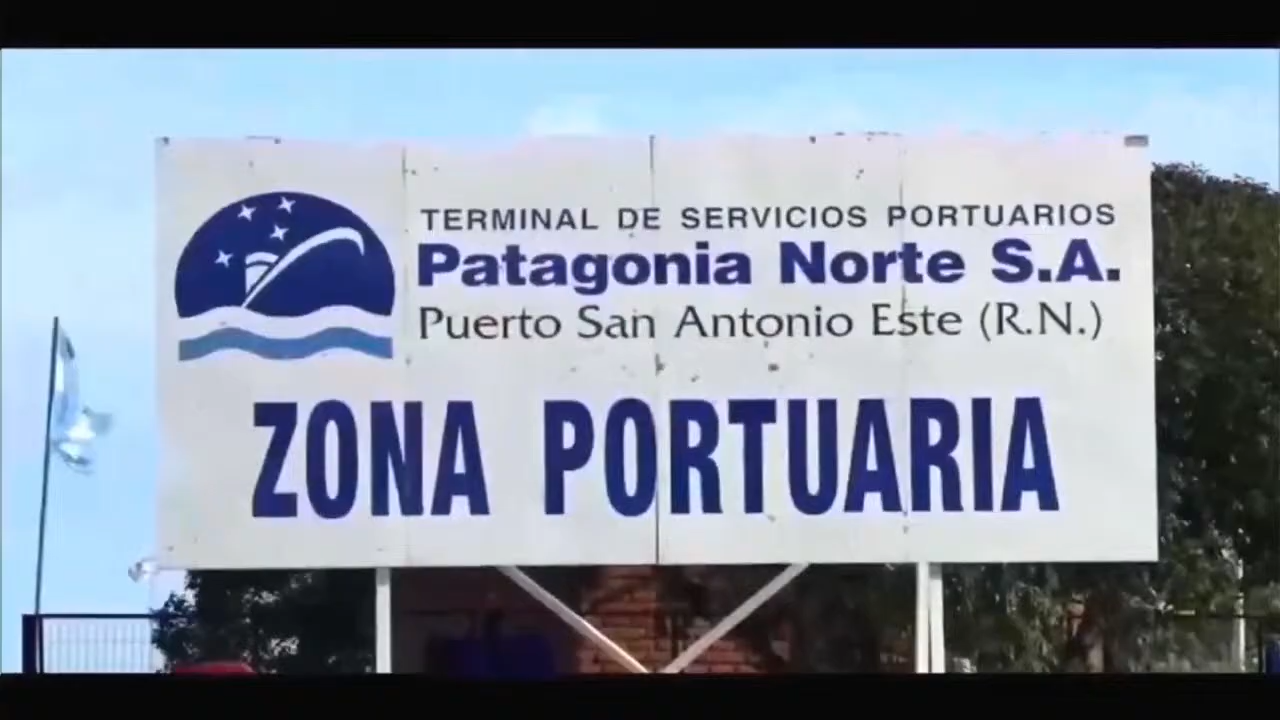 TERMINAL DE SERVICIOS PORTUARIOS
Patagonia Norte S.A.
Puerto San Antonio Este (R.N.)
ZONA PORTUARIA